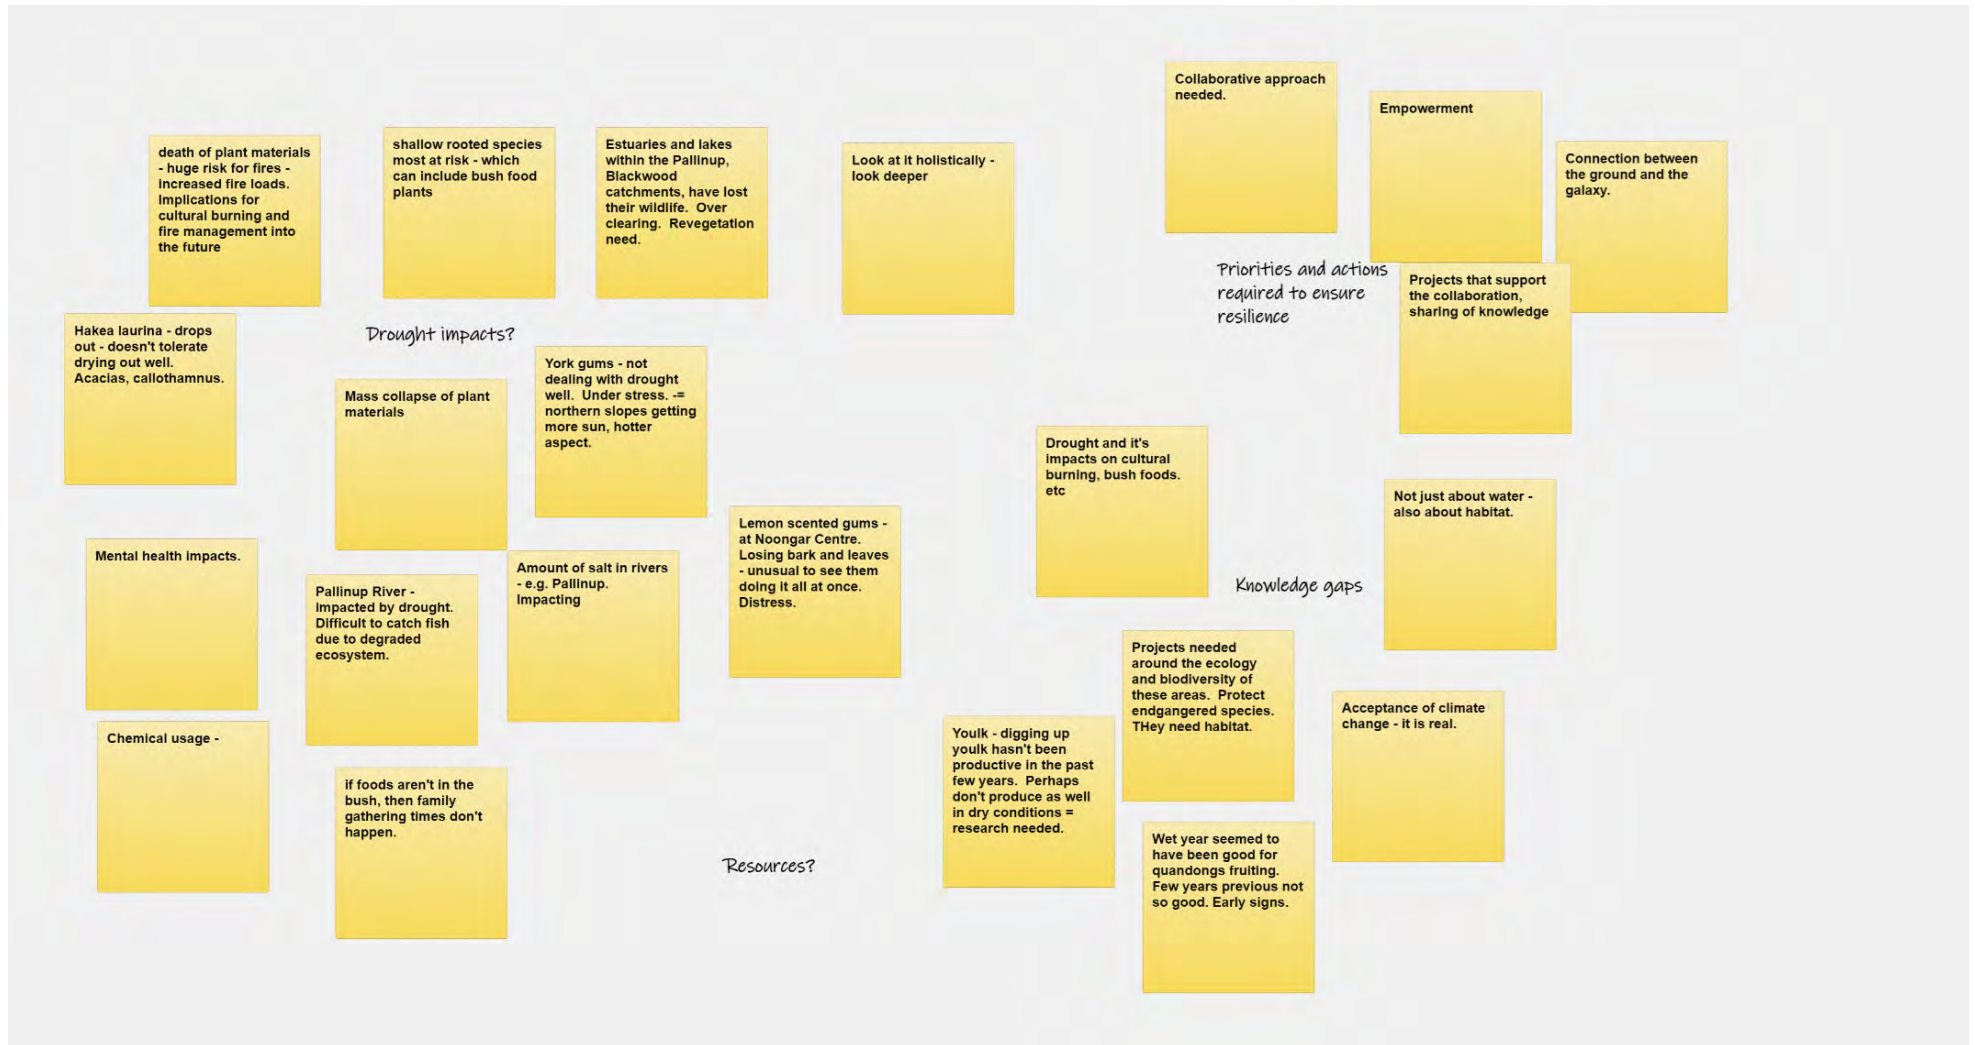 Collaborative approach
needed.
Empowerment
Connection between
the ground and the
galaxy.
death of plant materials
- huge risk for fires -
increased fire loads.
Implications for
cultural burning and
fire management into
the future
shallow rooted species
most at risk - which
can include bush food
plants
Estuaries and lakes
within the Pallinup,
Blackwood
catchments, have lost
their wildlife.  Over
clearing.  Revegetation
need.
Look at it holistically -
look deeper
Priorities and actions
required to ensure
resilience
Projects that support
the collaboration,
sharing of knowledge
Hakea laurina - drops
out - doesn't tolerate
drying out well.
Acacias, callothamnus.
Drought impacts?
Mass collapse of plant
materials
York gums - not
dealing with drought
well.  Under stress. -=
northern slopes getting
more sun, hotter
aspect.
Drought and it's
impacts on cultural
burning, bush foods.
etc
Not just about water -
also about habitat.
Lemon scented gums -
at Noongar Centre.
Losing bark and leaves
- unusual to see them
doing it all at once.
Distress.
Mental health impacts.
Pallinup River -
impacted by drought.
Difficult to catch fish
due to degraded
ecosystem.
Amount of salt in rivers
- e.g. Pallinup.
Impacting
Knowledge gaps
Projects needed
around the ecology
and biodiversity of
these areas.  Protect
endgangered species.
THey need habitat.
Acceptance of climate
change - it is real.
Chemical usage -
Youlk - digging up
youlk hasn't been
productive in the past
few years.  Perhaps
don't produce as well
in dry conditions =
research needed.
if foods aren't in the
bush, then family
gathering times don't
happen.
Resources?
Wet year seemed to
have been good for
quandongs fruiting.
Few years previous not
so good. Early signs.